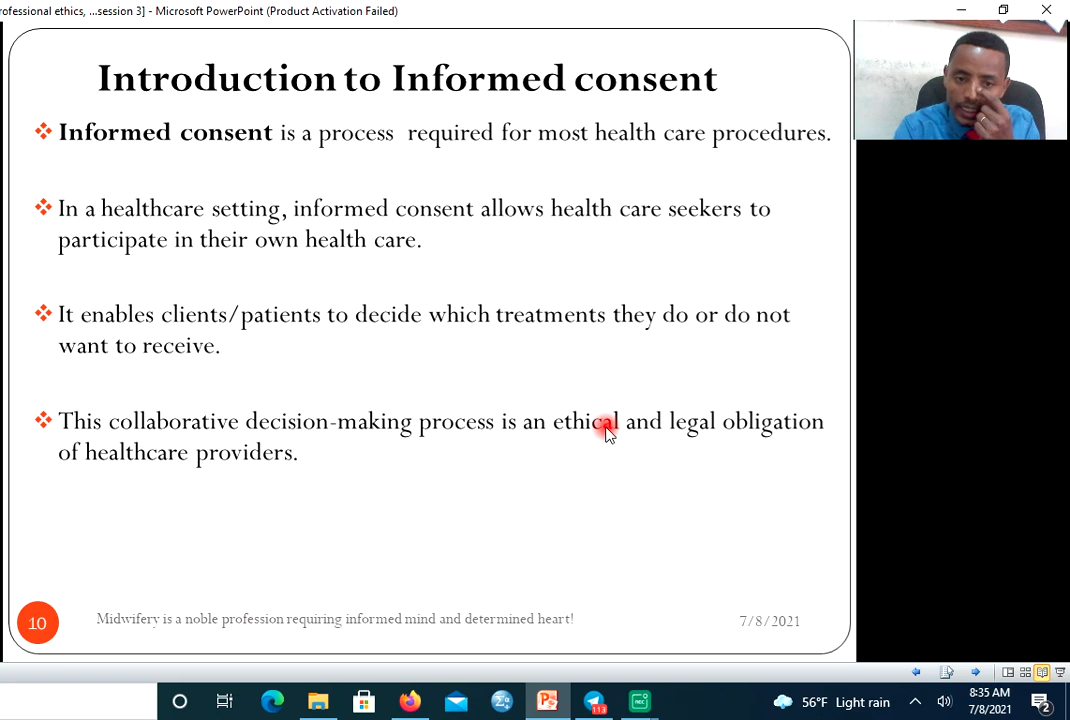 ofessional ethics, ...session 3] - Microsoft PowerPoint (Product Activation Failed)
Introduction to Informed consent
Informed consent is a process required for most health care procedures.
In a healthcare setting, informed consent allows health care seekers to
participate in their own health care.
It enables clients/patients to decide which treatments they do or do not
want to receive.
This collaborative decision-making process is an ethical and legal obligation
of healthcare providers.
10
Midwifery is a noble profession requiring informed mind and determined heart!
7/8/2021
113
REC
56°F Light rain
8:35 AM
7/8/2021
2